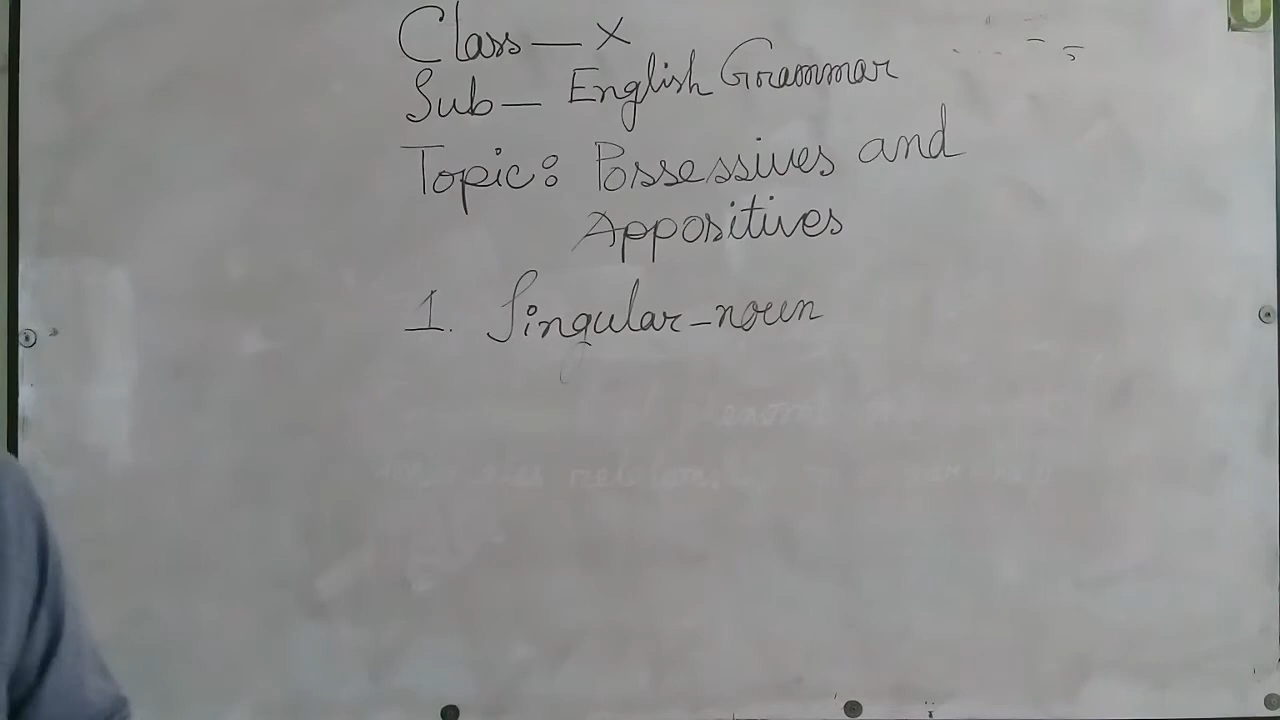 Class — X
Sub — English Grammar
Topic: Possessives and
Appositives
1. Singular-noun